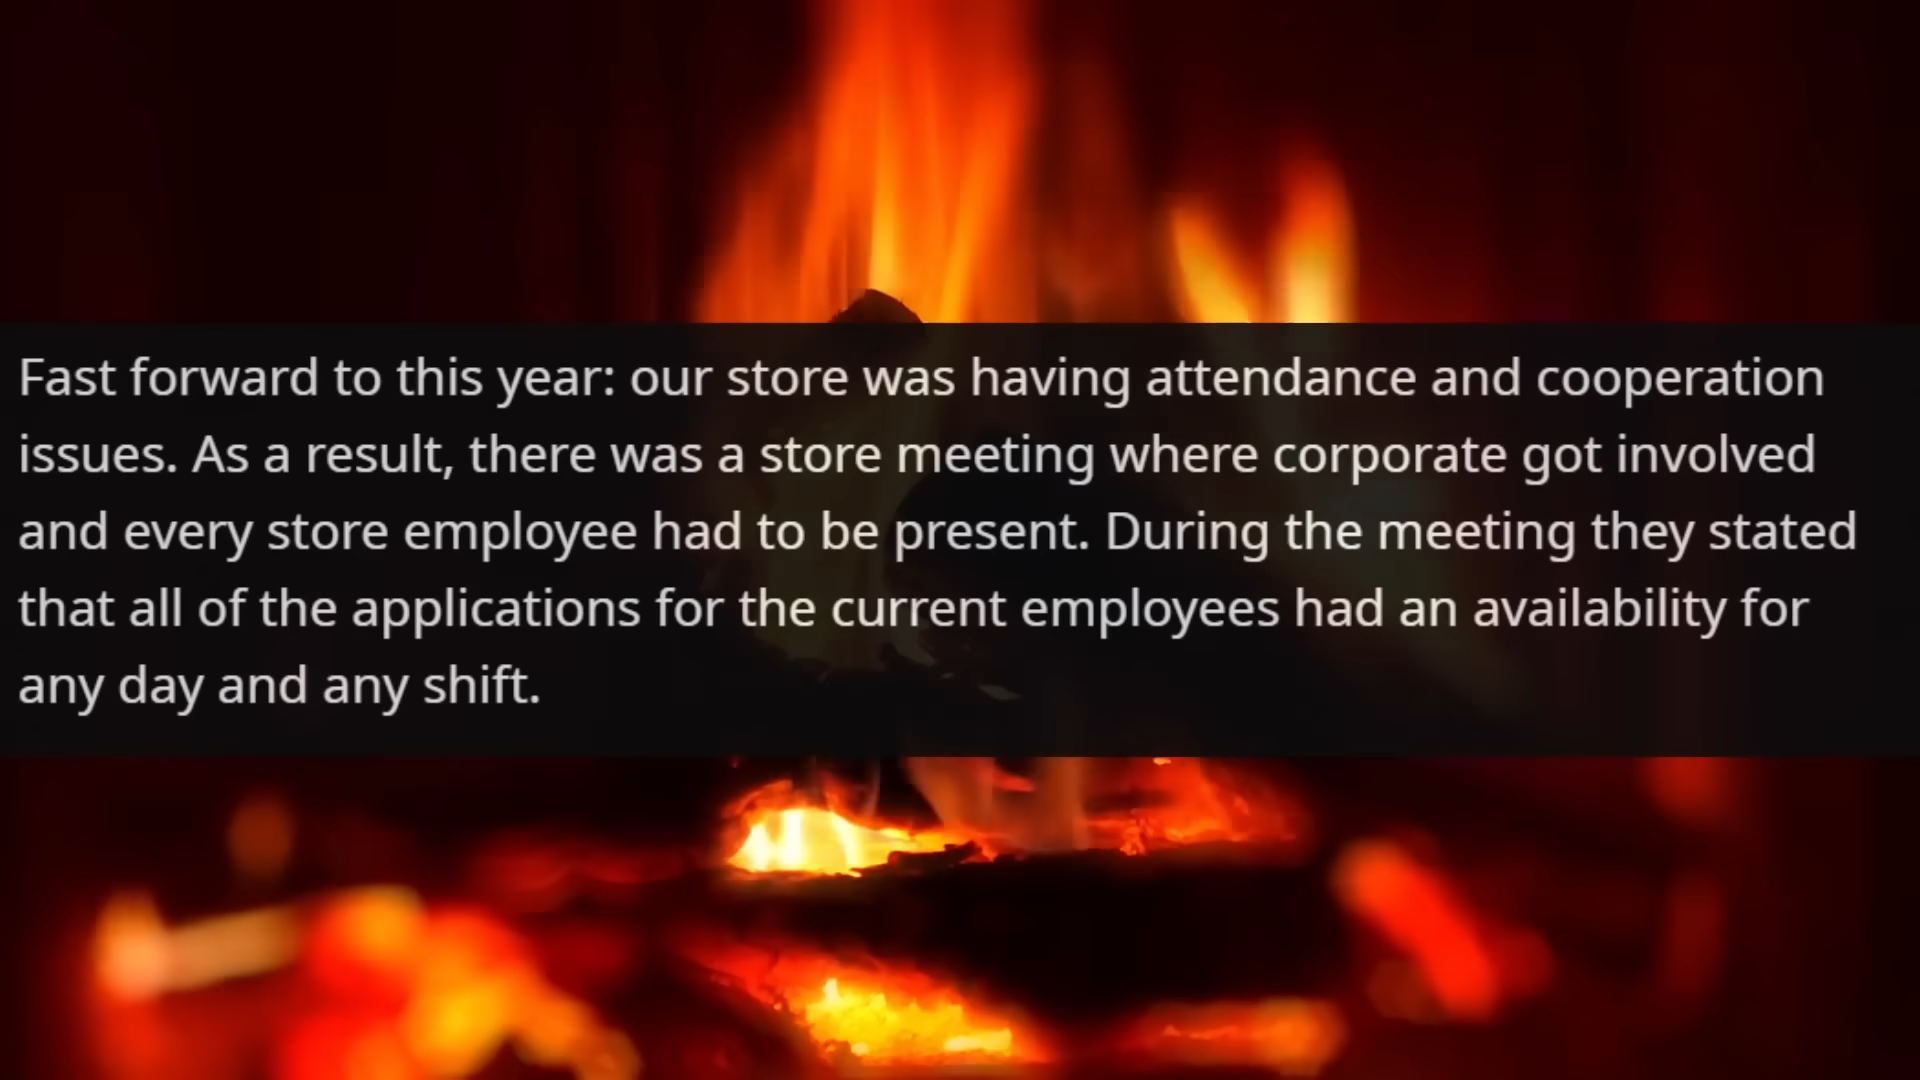 Fast forward to this year: our store was having attendance and cooperation
issues. As a result, there was a store meeting where corporate got involved
and every store employee had to be present. During the meeting they stated
that all of the applications for the current employees had an availability for
any day and any shift.